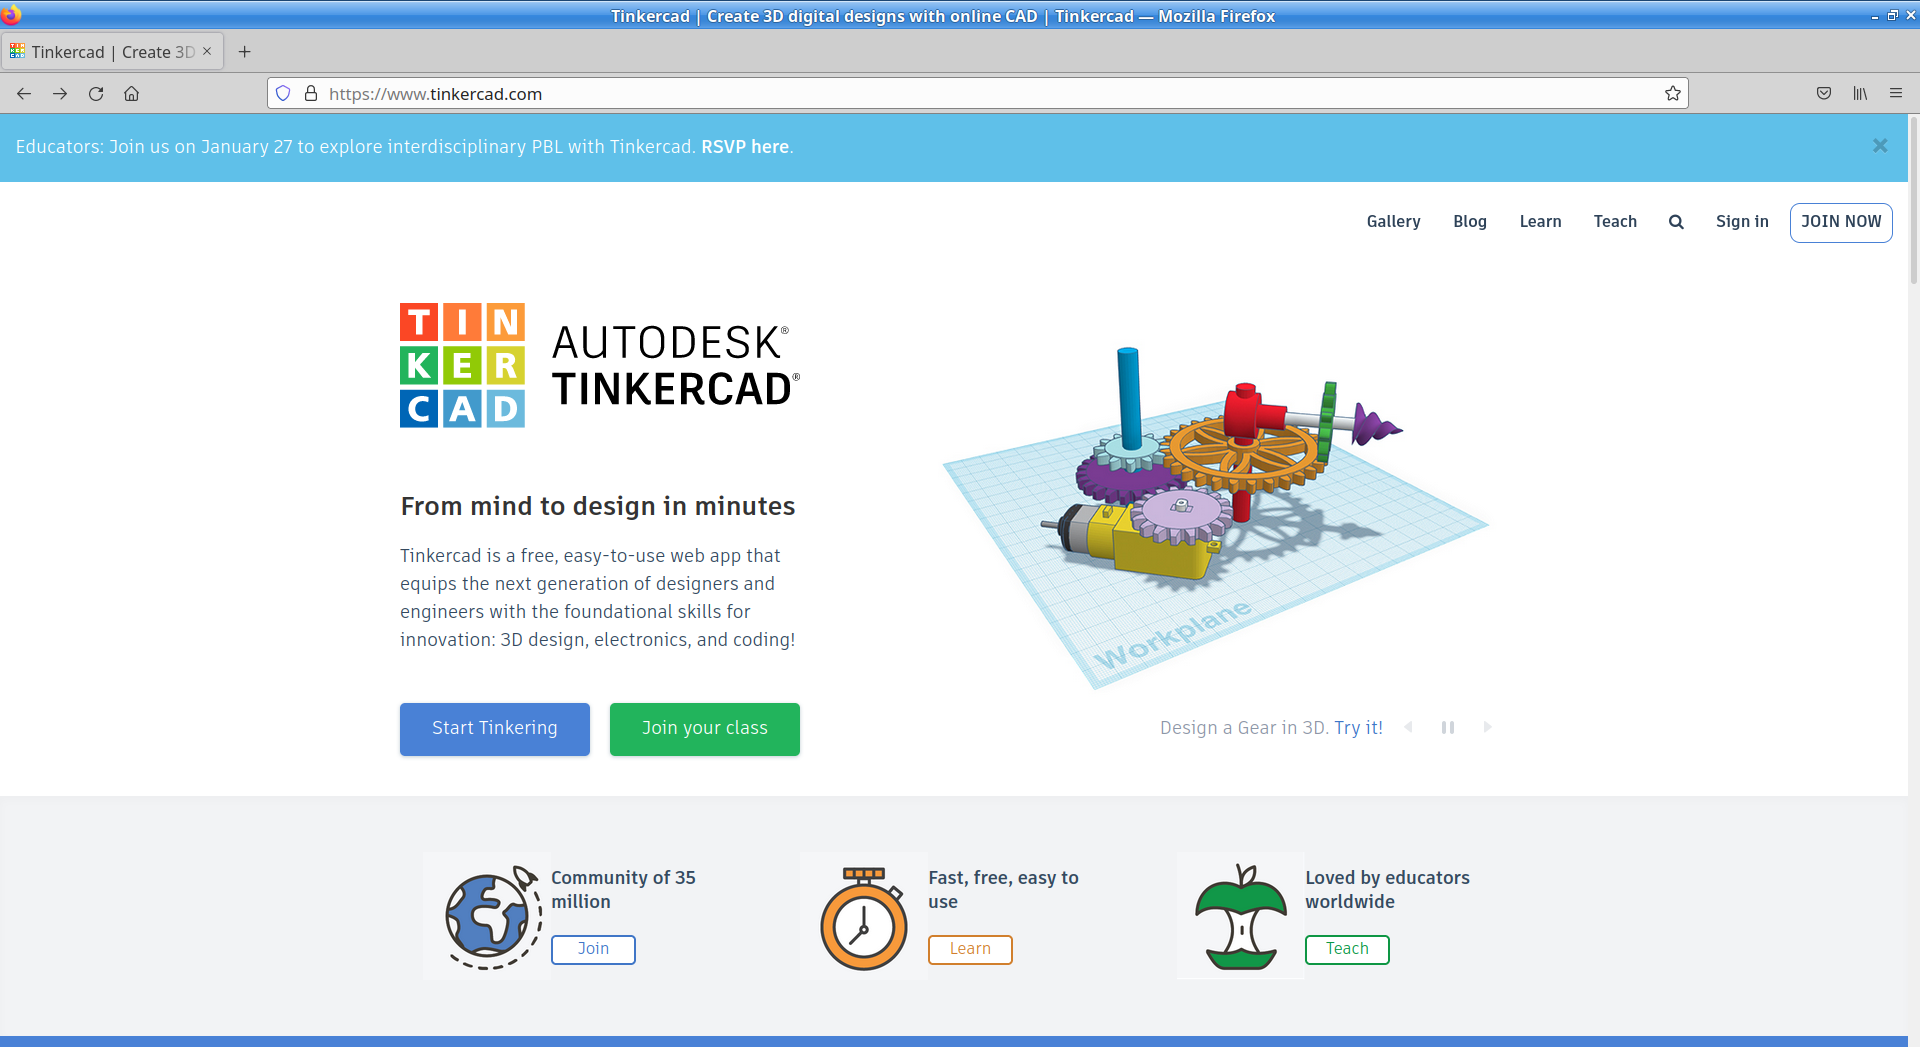 Tinkercad | Create 3D digital designs with online CAD | Tinkercad — Mozilla Firefox
Tinkercad | Create 3D
https://www.tinkercad.com
Educators: Join us on January 27 to explore interdisciplinary PBL with Tinkercad. RSVP here.
Gallery Blog Learn Teach Sign in JOIN NOW
TIN
KER
CAD
AUTODESK®
TINKERCAD®
From mind to design in minutes
Tinkercad is a free, easy-to-use web app that
equips the next generation of designers and
engineers with the foundational skills for
innovation: 3D design, electronics, and coding!
Start Tinkering
Join your class
Workplane
Design a Gear in 3D. Try it!
Community of 35
million
Join
Fast, free, easy to
use
Learn
Loved by educators
worldwide
Teach